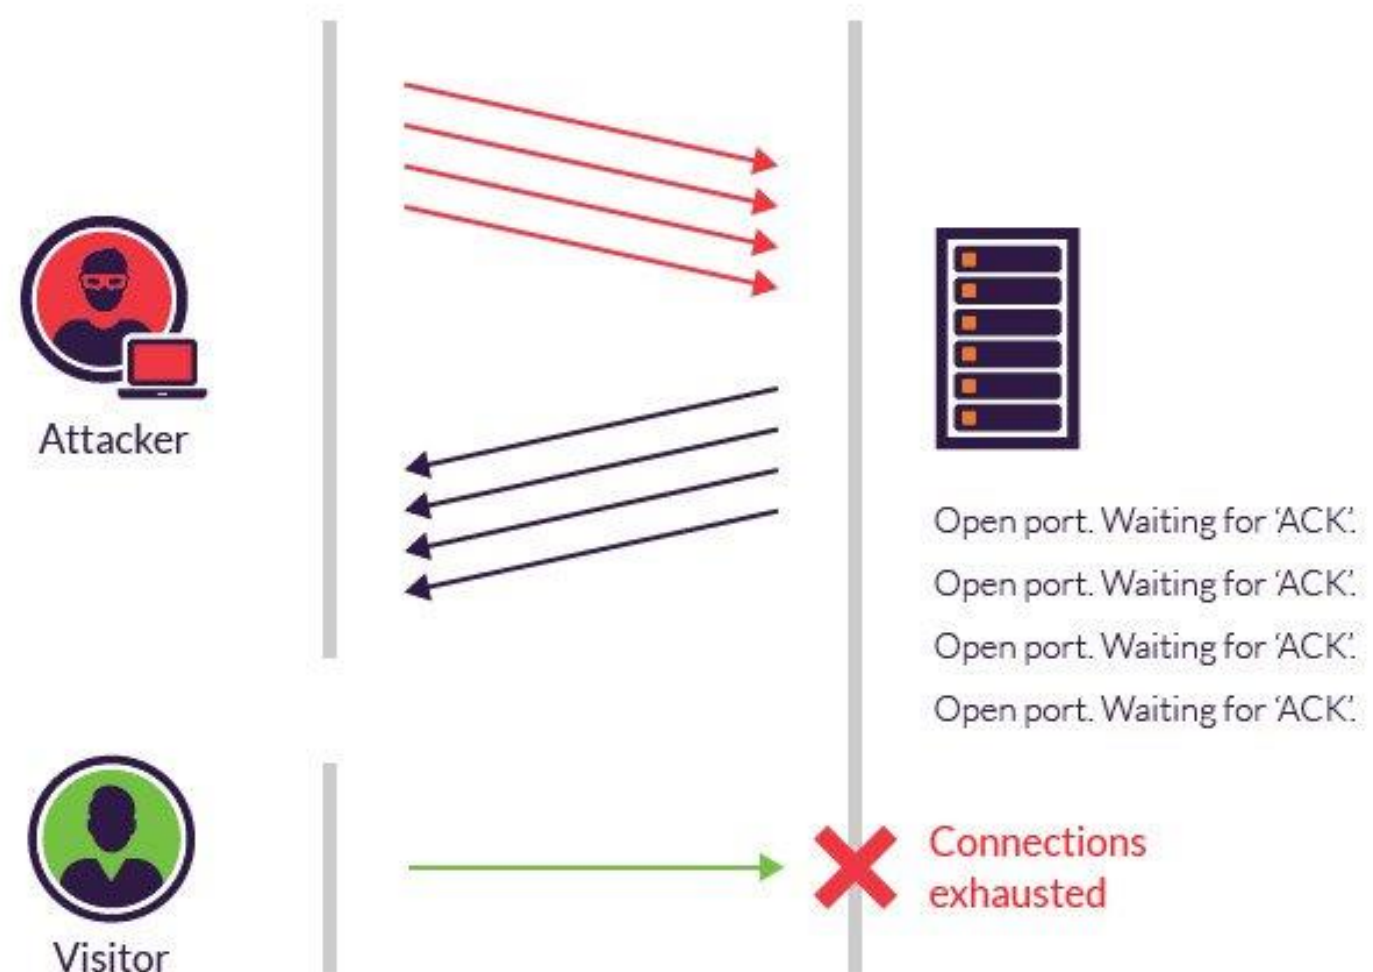 Attacker
Open port. Waiting for ‘ACK’.
Open port. Waiting for ‘ACK’.
Open port. Waiting for ‘ACK’.
Open port. Waiting for ‘ACK’.
Visitor
Connections
exhausted